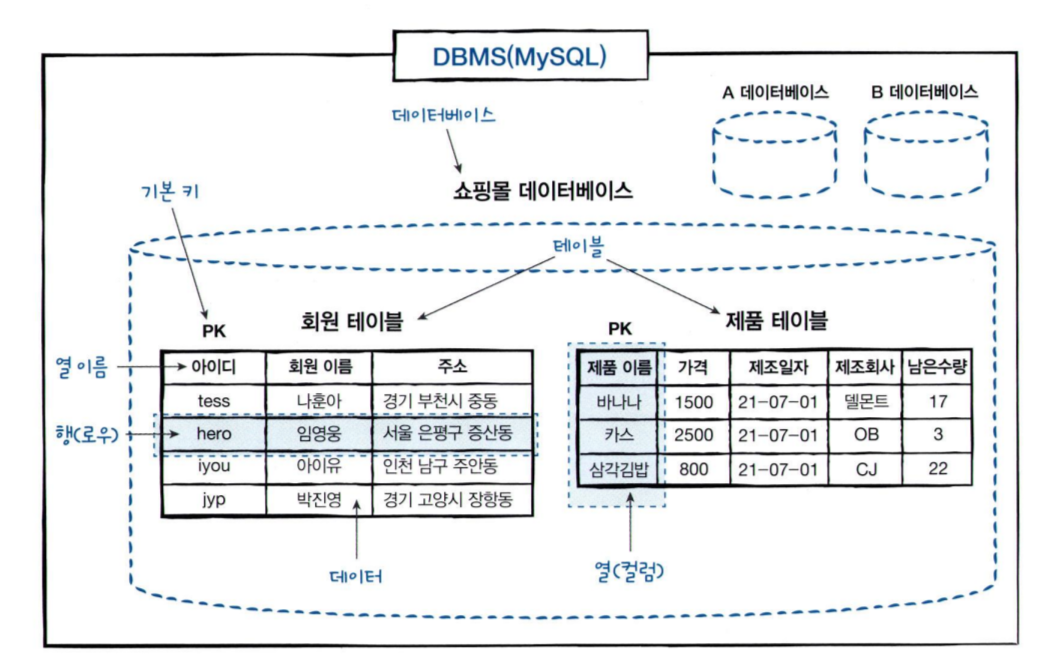 DBMS(MySQL)
A 데이터베이스
B 데이터베이스
데이터베이스
쇼핑몰 데이터베이스
기본 키
테이블
회원 테이블
제품 테이블
PK
PK
열 이름
아이디 회원 이름 주소
tess 나훈아 경기 부천시 중동
행(로우)
hero 임영웅 서울 은평구 증산동
iyou 아이유 인천 남구 주안동
jyp 박진영 경기 고양시 장항동
제품 이름 가격 제조일자 제조회사 남은수량
바나나 1500 21-07-01 델몬트 17
카스 2500 21-07-01 OB 3
삼각김밥 800 21-07-01 CJ 22
데이터
열(컬럼)